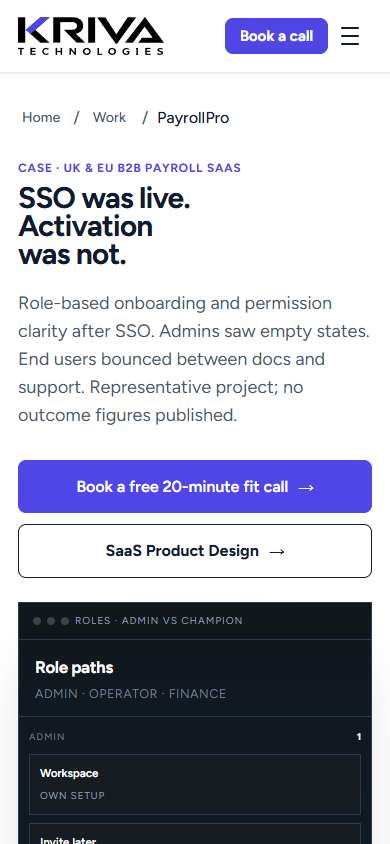 KRIVA
TECHNOLOGIES
Book a call
Home / Work / PayrollPro
CASE · UK & EU B2B PAYROLL SAAS
SSO was live.
Activation
was not.
Role-based onboarding and permission
clarity after SSO. Admins saw empty states.
End users bounced between docs and
support. Representative project; no
outcome figures published.
Book a free 20-minute fit call →
SaaS Product Design →
ROLES · ADMIN VS CHAMPION
Role paths
ADMIN · OPERATOR · FINANCE
ADMIN 1
Workspace
OWN SETUP
Invite later